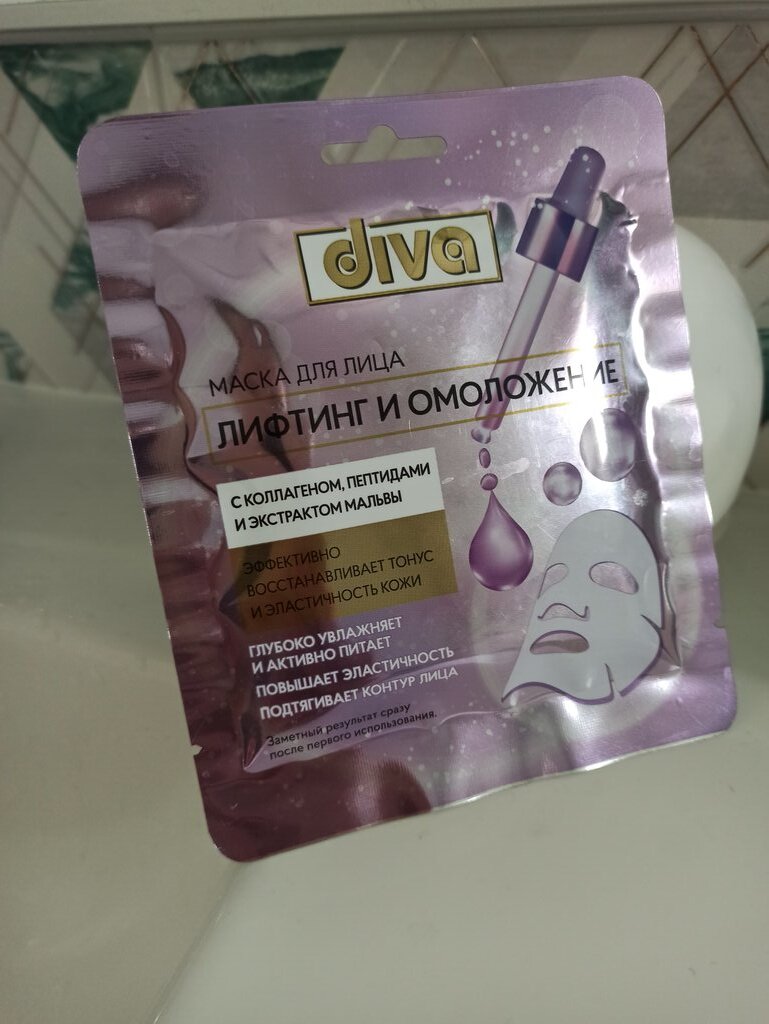 diva
МАСКА ДЛЯ ЛИЦА
ЛИФТИНГ И ОМОЛОЖЕНИЕ
С КОЛЛАГЕНОМ, ПЕПТИДАМИ
И ЭКСТРАКТОМ МАЛЬВЫ
ЭФФЕКТИВНО
ВОССТАНАВЛИВАЕТ ТОНУС
И ЭЛАСТИЧНОСТЬ КОЖИ
ГЛУБОКО УВЛАЖНЯЕТ
И АКТИВНО ПИТАЕТ
ПОВЫШАЕТ ЭЛАСТИЧНОСТЬ
ПОДТЯГИВАЕТ КОНТУР ЛИЦА
Заметный результат сразу
после первого использования.